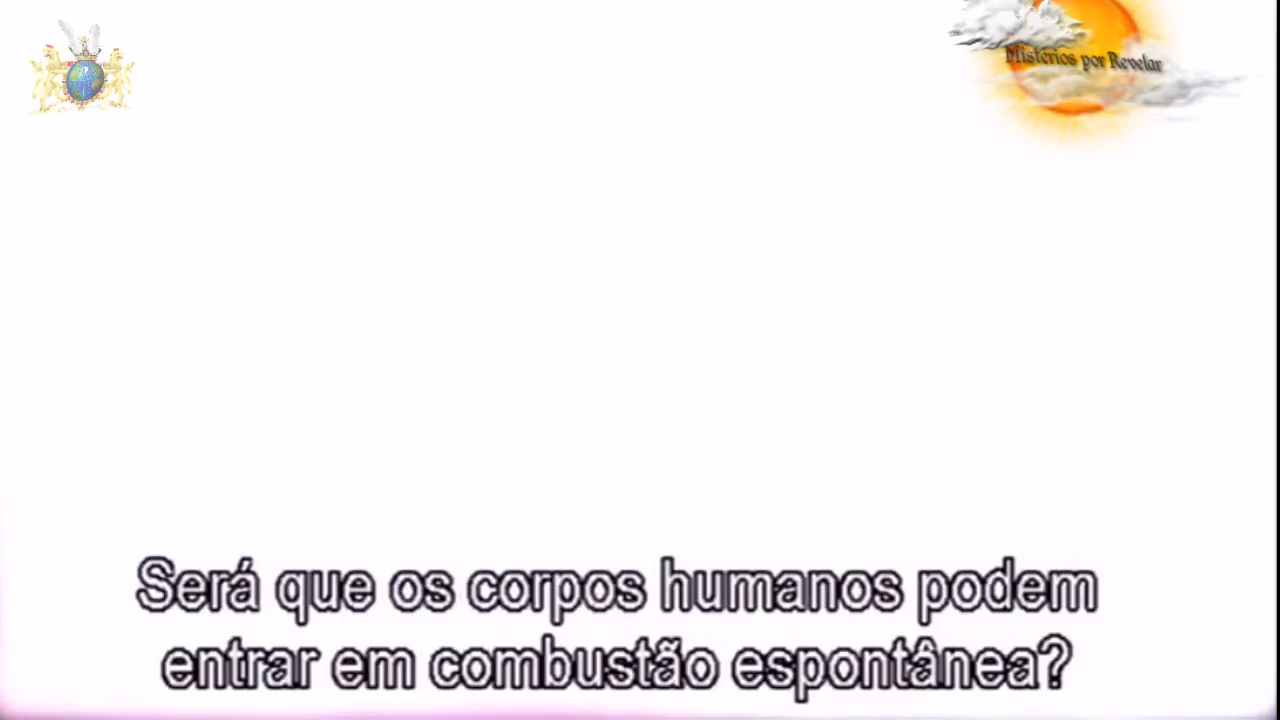 Mistérios por Revelar
Será que os corpos humanos podem
entrar em combustão espontânea?